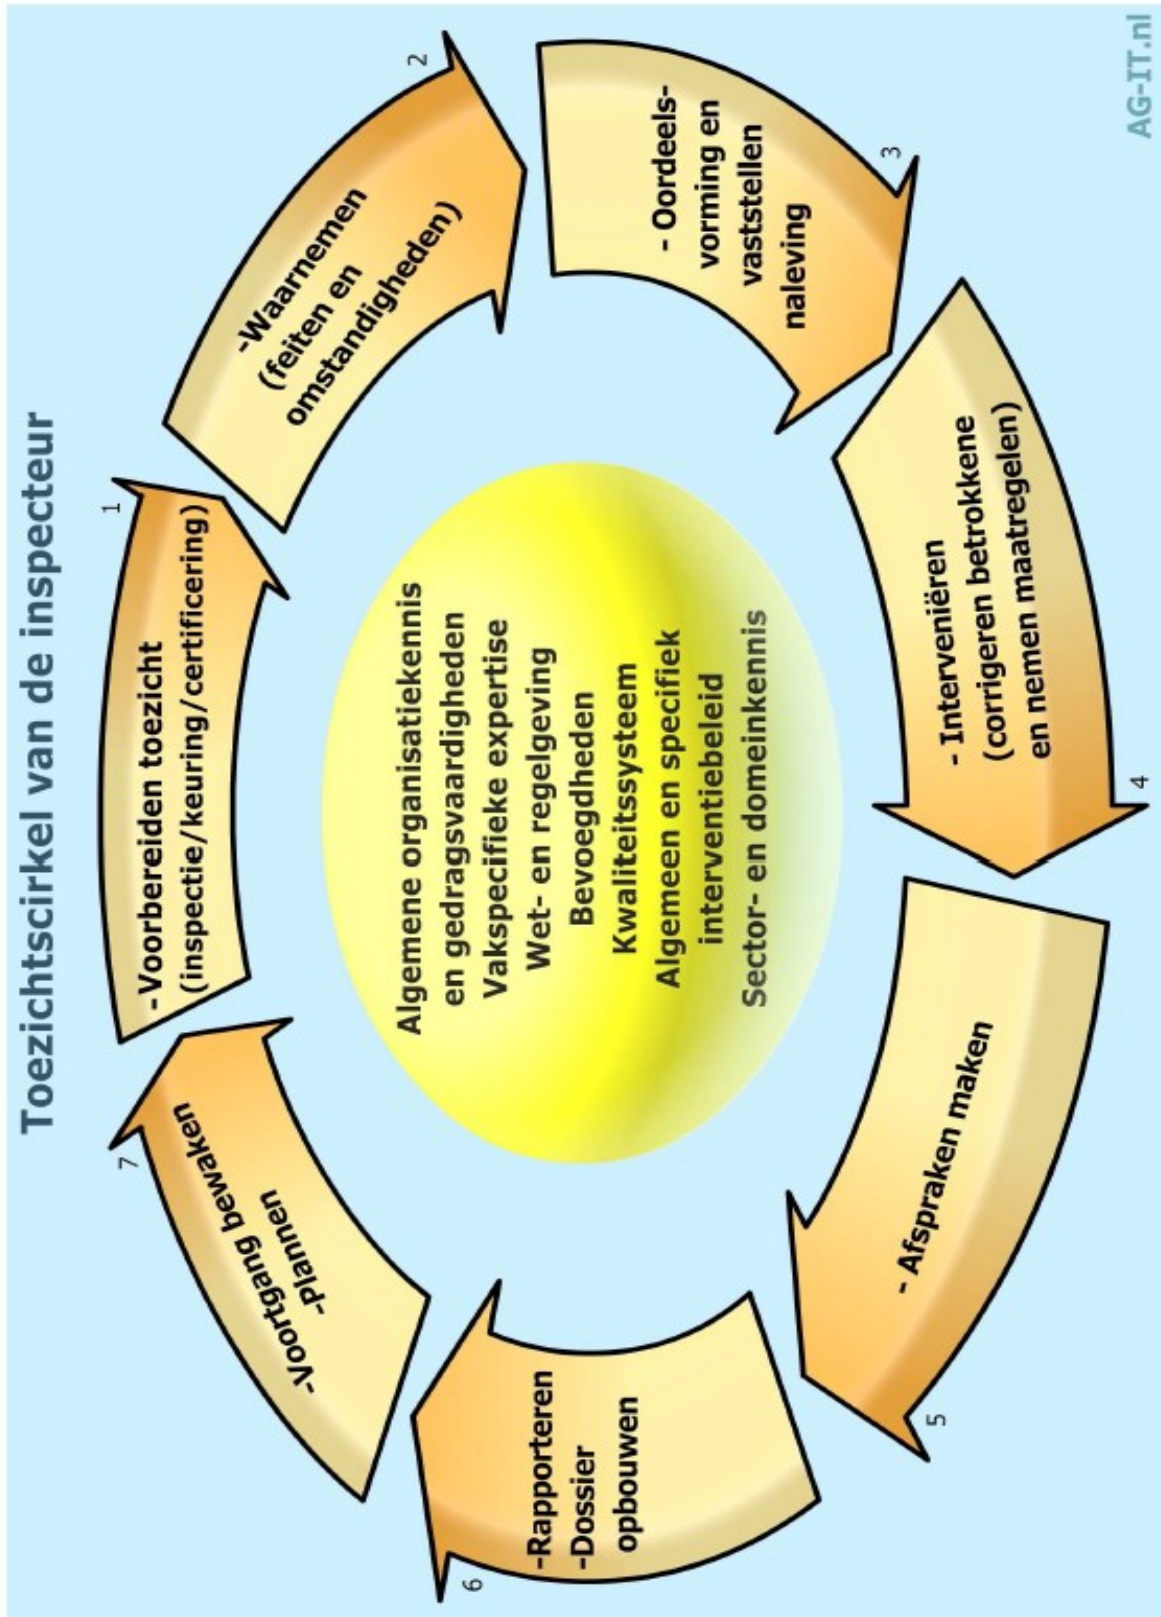 Toezichtscirkel van de inspecteur
1
-Voorbereiden toezicht
(inspectie/keuring/certificering)
2
-Waarnemen
(feiten en
omstandigheden)
3
- Oordeels-
vorming en
vaststellen
naleving
4
- Interveniëren
(corrigeren betrokkene
en nemen maatregelen)
5
- Afspraken maken
6
-Rapporteren
-Dossier
opbouwen
7
-Voortgang bewaken
-Plannen
Algemene organisatiekennis
en gedragsvaardigheden
Vakspecifieke expertise
Wet- en regelgeving
Bevoegdheden
Kwaliteitssysteem
Algemeen en specifiek
interventiebeleid
Sector- en domeinkennis
AG-IT.nl